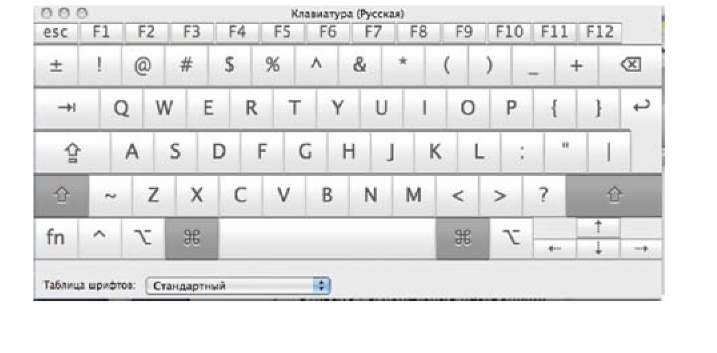 Клавиатура (Русская)
esc F1 F2 F3 F4 F5 F6 F7 F8 F9 F10 F11 F12
± ! @ # $ % ^ & * ( ) _ + ⌫
⇥ Q W E R T Y U I O P { } ↩
⇪ A S D F G H J K L : " |
⇧ ~ Z X C V B N M < > ? ⇧
fn ^ ⌥ ⌘ ⌘ ⌥ ⇠ ⇡ ⇣ ⇢
Таблица шрифтов: Стандартный